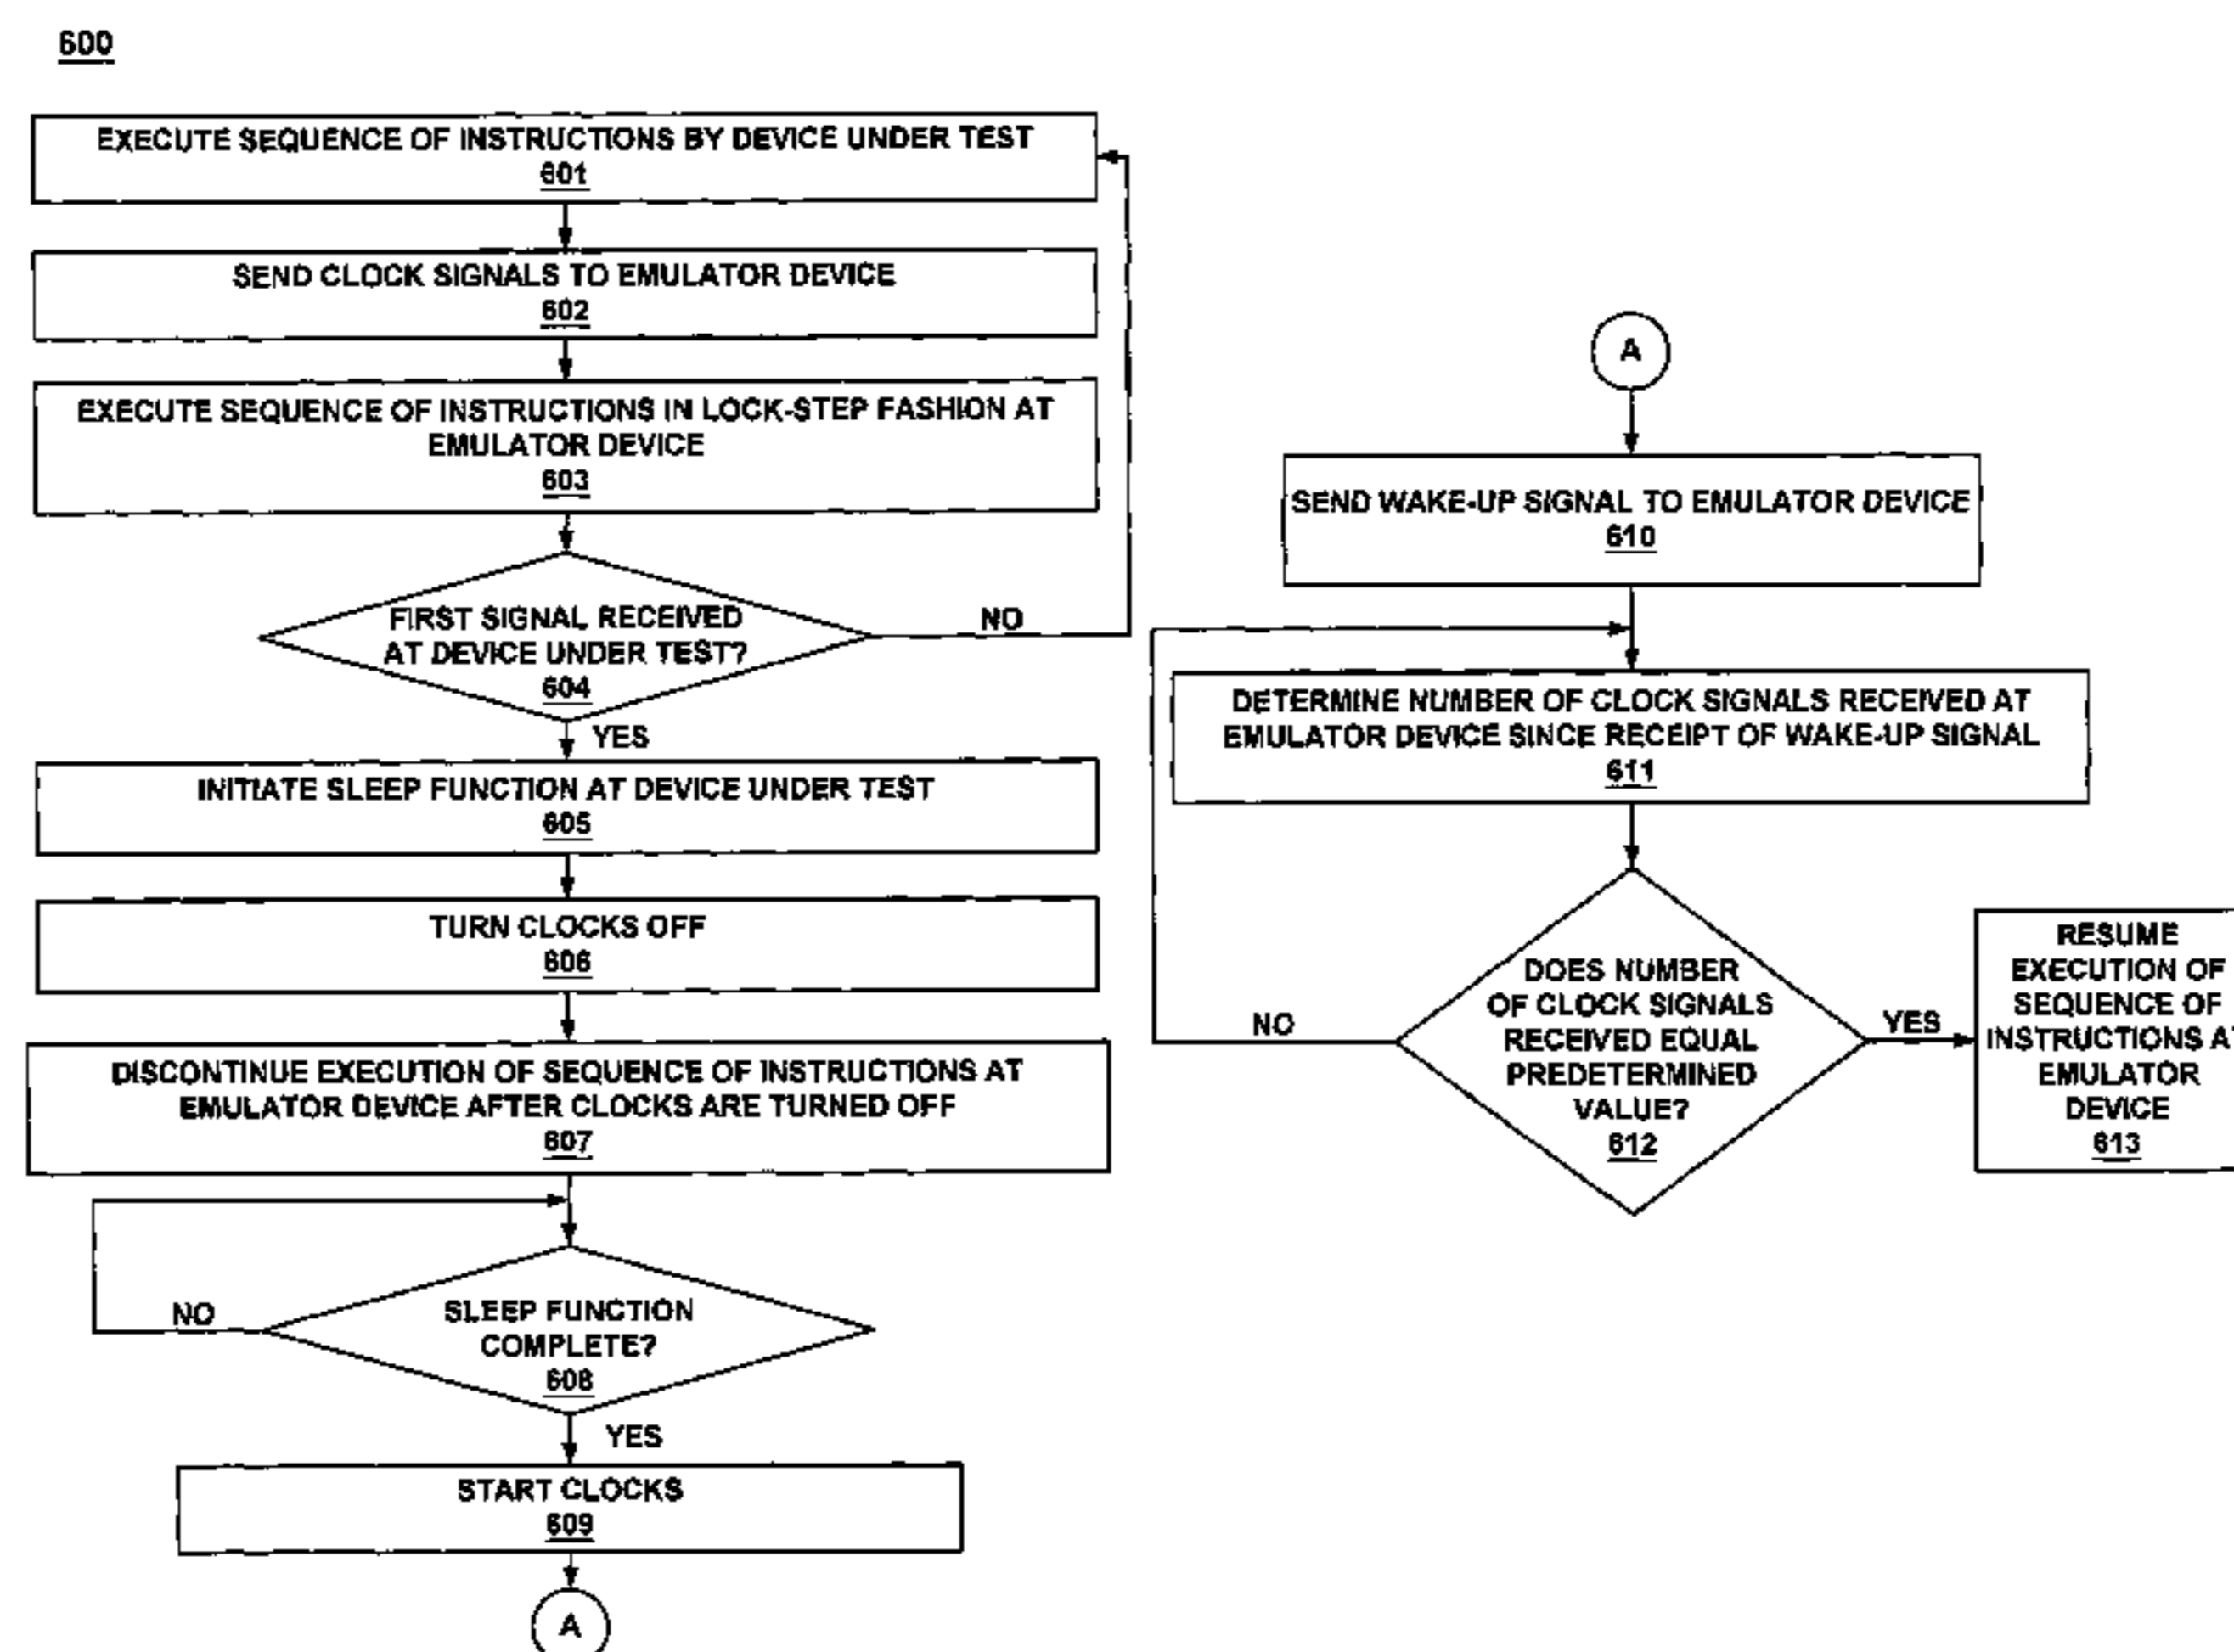 600
EXECUTE SEQUENCE OF INSTRUCTIONS BY DEVICE UNDER TEST
601
SEND CLOCK SIGNALS TO EMULATOR DEVICE
602
EXECUTE SEQUENCE OF INSTRUCTIONS IN LOCK-STEP FASHION AT
EMULATOR DEVICE
603
FIRST SIGNAL RECEIVED
AT DEVICE UNDER TEST?
604
NO
YES
INITIATE SLEEP FUNCTION AT DEVICE UNDER TEST
605
TURN CLOCKS OFF
606
DISCONTINUE EXECUTION OF SEQUENCE OF INSTRUCTIONS AT
EMULATOR DEVICE AFTER CLOCKS ARE TURNED OFF
607
NO
SLEEP FUNCTION
COMPLETE?
608
YES
START CLOCKS
609
A
A
SEND WAKE-UP SIGNAL TO EMULATOR DEVICE
610
DETERMINE NUMBER OF CLOCK SIGNALS RECEIVED AT
EMULATOR DEVICE SINCE RECEIPT OF WAKE-UP SIGNAL
611
DOES NUMBER
OF CLOCK SIGNALS
RECEIVED EQUAL
PREDETERMINED
VALUE?
612
NO
YES
RESUME
EXECUTION OF
SEQUENCE OF
INSTRUCTIONS AT
EMULATOR
DEVICE
613